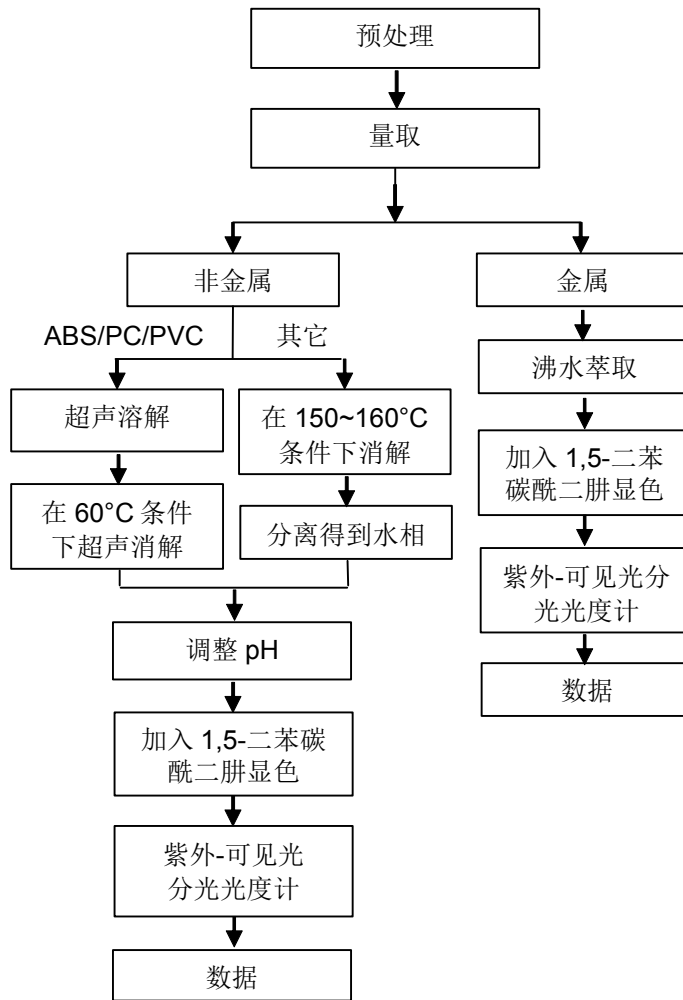 预处理
量取
非金属
金属
ABS/PC/PVC
其它
沸水萃取
超声溶解
在 150~160°C
条件下消解
加入 1,5-二苯
碳酰二肼显色
在 60°C 条件
下超声消解
分离得到水相
紫外-可见光分
光光度计
调整 pH
数据
加入 1,5-二苯碳
酰二肼显色
紫外-可见光
分光光度计
数据